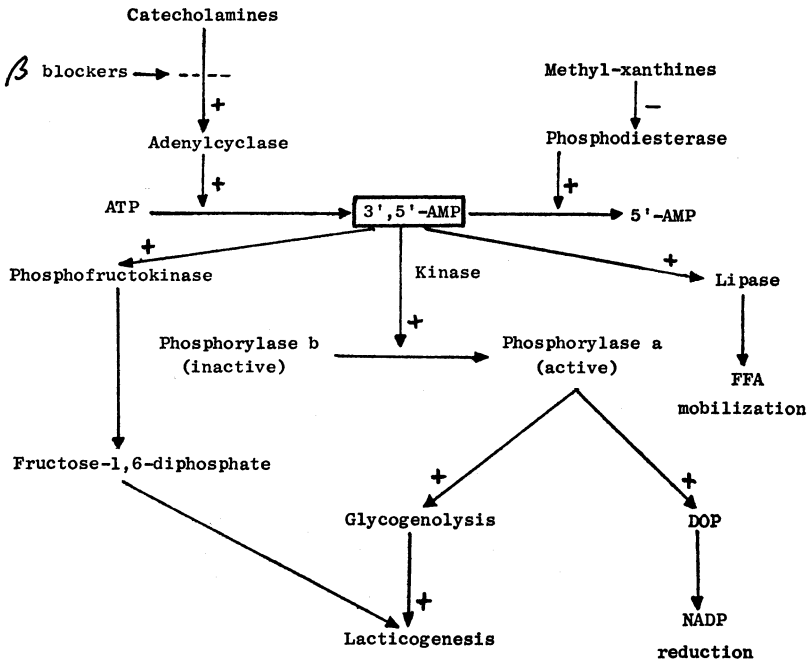 Catecholamines
β blockers
Methyl-xanthines
+
−
Adenylcyclase
Phosphodiesterase
+
+
ATP
3',5'-AMP
5'-AMP
+
+
Phosphofructokinase
Kinase
Lipase
+
Phosphorylase b
(inactive)
Phosphorylase a
(active)
FFA
mobilization
Fructose-1,6-diphosphate
+
+
Glycogenolysis
DOP
+
NADP
reduction
Lacticogenesis